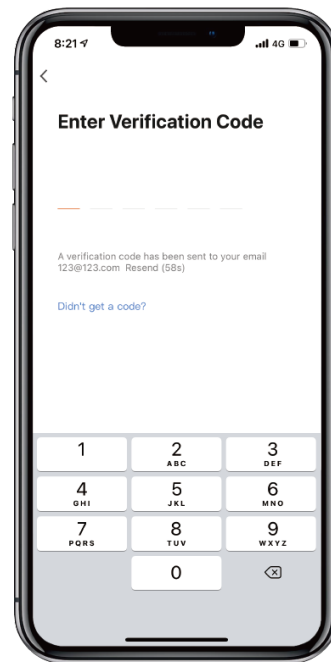 8:21 4G
Enter Verification Code
A verification code has been sent to your email
123@123.com Resend (58s)
Didn't get a code?
1 2 3
ABC DEF
4 5 6
GHI JKL MNO
7 8 9
PQRS TUV WXYZ
0